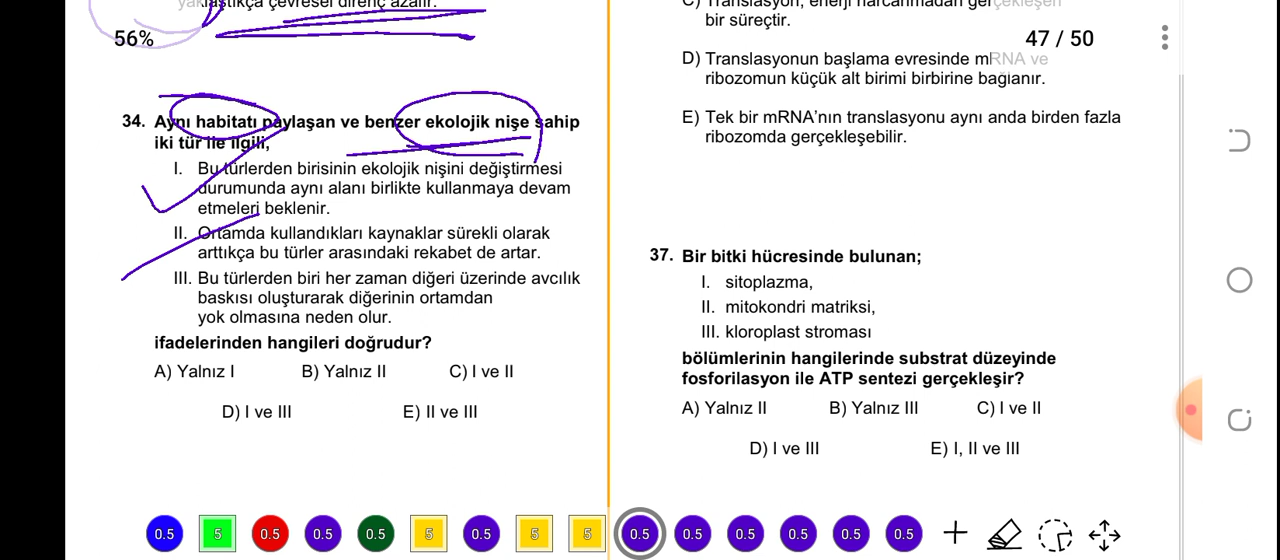 yaklaştıkça çevresel direnç azalır.
56%
34. Aynı habitatı paylaşan ve benzer ekolojik nişe sahip
iki tür ile ilgili,
I. Bu türlerden birisinin ekolojik nişini değiştirmesi
durumunda aynı alanı birlikte kullanmaya devam
etmeleri beklenir.
II. Ortamda kullandıkları kaynaklar sürekli olarak
arttıkça bu türler arasındaki rekabet de artar.
III. Bu türlerden biri her zaman diğeri üzerinde avcılık
baskısı oluşturarak diğerinin ortamdan
yok olmasına neden olur.
ifadelerinden hangileri doğrudur?
A) Yalnız I B) Yalnız II C) I ve II
D) I ve III E) II ve III
C) Translasyon, enerji harcanmadan gerçekleşen
bir süreçtir.
47 / 50
D) Translasyonun başlama evresinde mRNA ve
ribozomun küçük alt birimi birbirine bağlanır.
E) Tek bir mRNA'nın translasyonu aynı anda birden fazla
ribozomda gerçekleşebilir.
37. Bir bitki hücresinde bulunan;
I. sitoplazma,
II. mitokondri matriksi,
III. kloroplast stroması
bölümlerinin hangilerinde substrat düzeyinde
fosforilasyon ile ATP sentezi gerçekleşir?
A) Yalnız II B) Yalnız III C) I ve II
D) I ve III E) I, II ve III
0.5 5 0.5 0.5 0.5 5 0.5 5 5 0.5 0.5 0.5 0.5 0.5 0.5